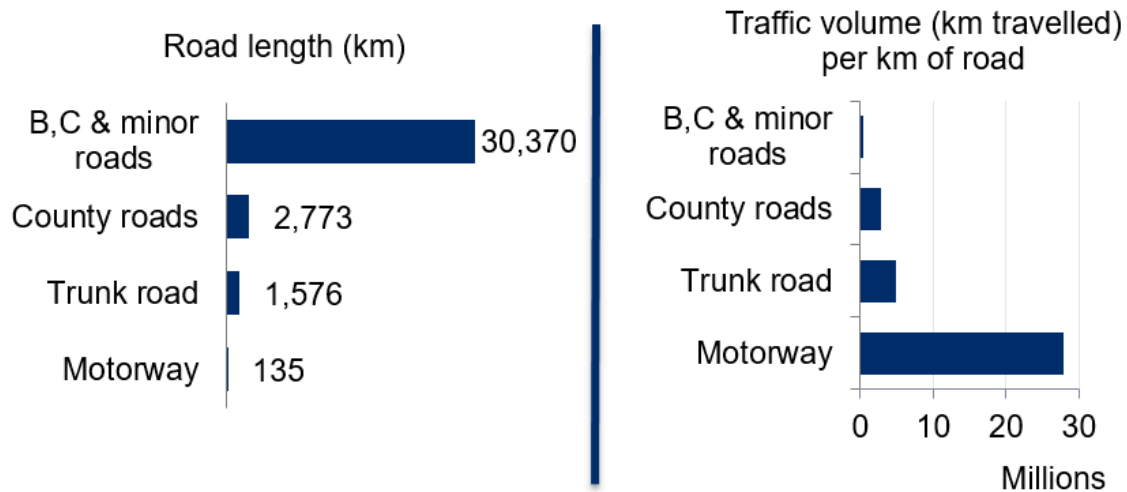 Road length (km)
B,C & minor
roads
30,370
County roads
2,773
Trunk road
1,576
Motorway
135
Traffic volume (km travelled)
per km of road
B,C & minor
roads
County roads
Trunk road
Motorway
0 10 20 30
Millions